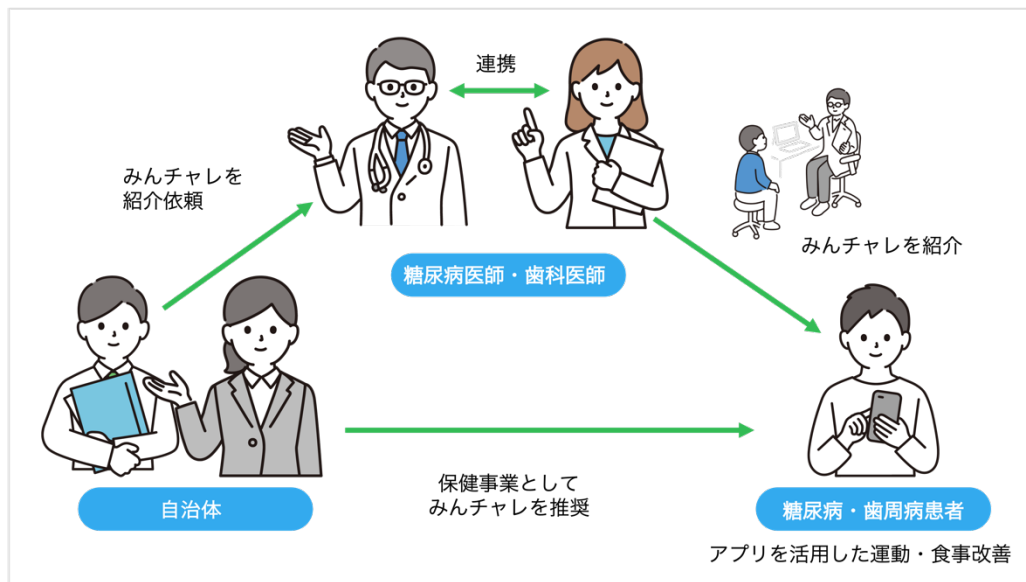 連携
みんチャレを
紹介依頼
みんチャレを紹介
糖尿病医師・歯科医師
自治体
保健事業として
みんチャレを推奨
糖尿病・歯周病患者
アプリを活用した運動・食事改善